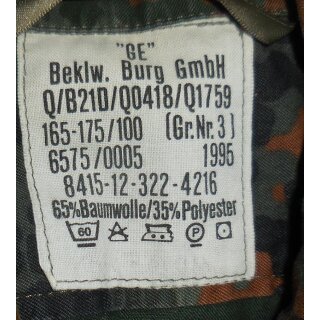 "GE"
Beklw. Burg GmbH
Q/B21D/Q0418/Q1759
165-175/100 (Gr.Nr.3)
6575/0005 1995
8415-12-322-4216
65%Baumwolle/35%Polyester
60 P